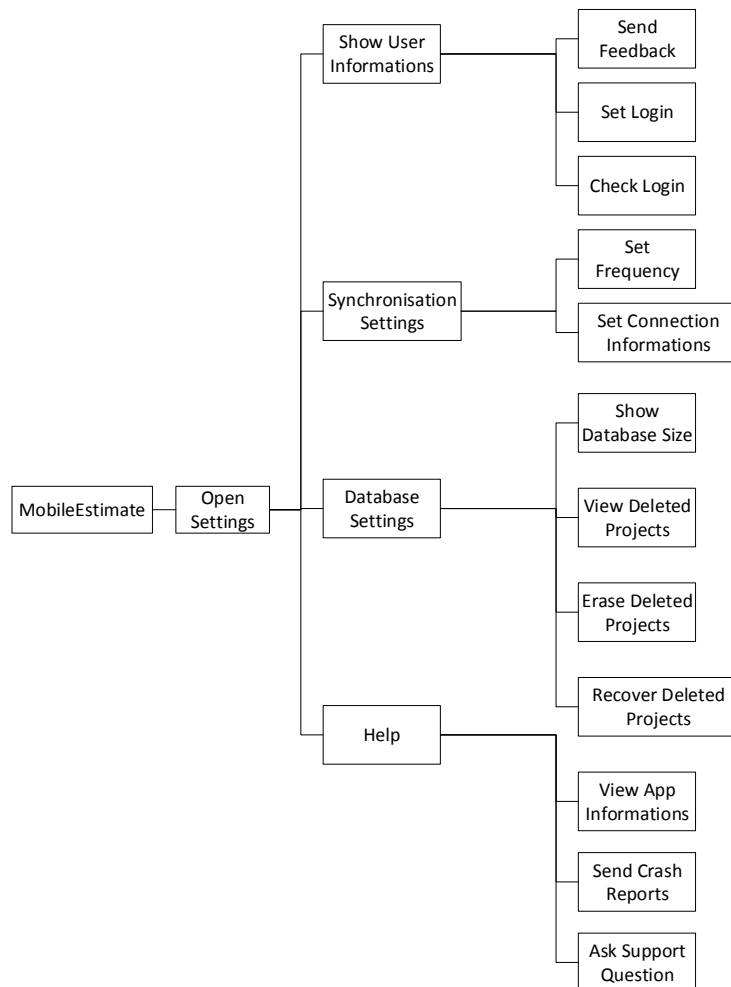 Send
Feedback
Show User
Informations
Set Login
Check Login
Set
Frequency
Synchronisation
Settings
Set Connection
Informations
Show
Database Size
MobileEstimate
Open
Settings
Database
Settings
View Deleted
Projects
Erase Deleted
Projects
Recover Deleted
Projects
Help
View App
Informations
Send Crash
Reports
Ask Support
Question